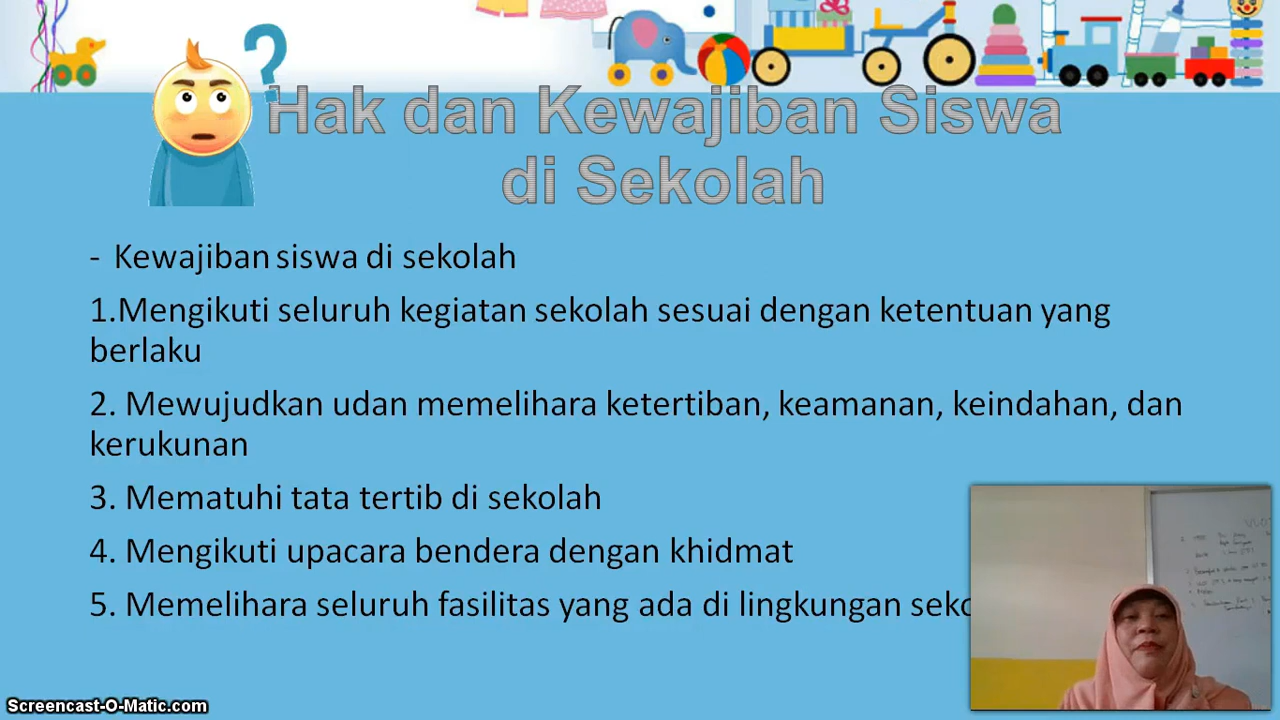 ?
Hak dan Kewajiban Siswa
di Sekolah
- Kewajiban siswa di sekolah
1.Mengikuti seluruh kegiatan sekolah sesuai dengan ketentuan yang
berlaku
2. Mewujudkan udan memelihara ketertiban, keamanan, keindahan, dan
kerukunan
3. Mematuhi tata tertib di sekolah
4. Mengikuti upacara bendera dengan khidmat
5. Memelihara seluruh fasilitas yang ada di lingkungan seko
Screencast-O-Matic.com